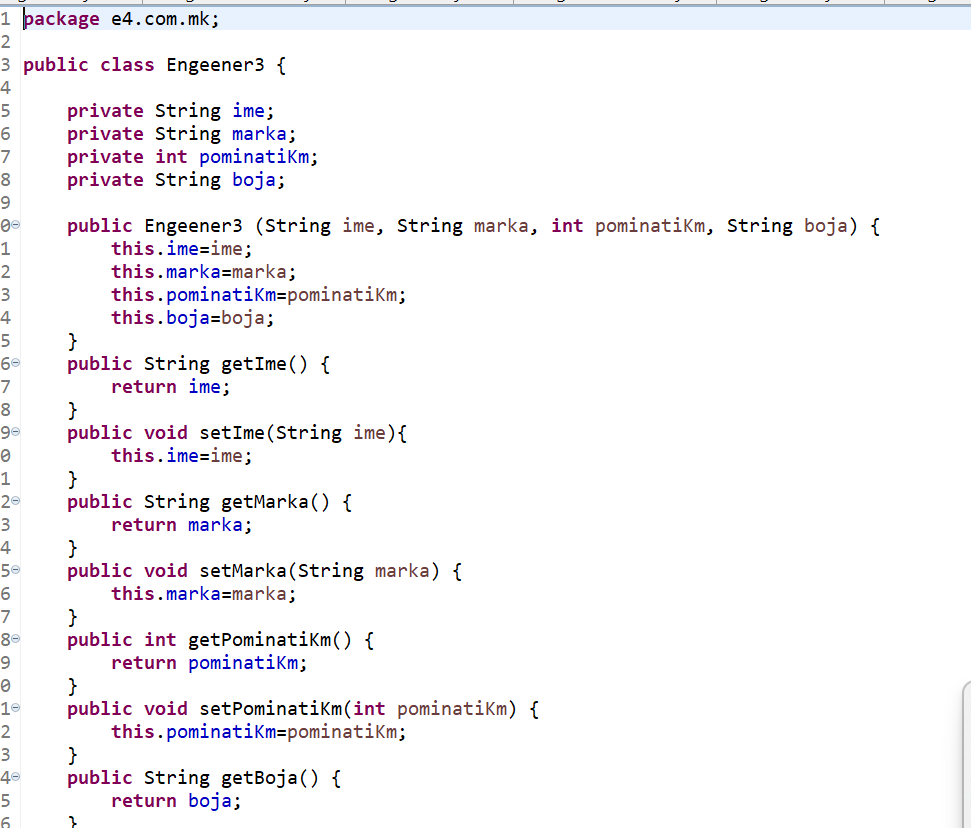 1 package e4.com.mk;
2
3 public class Engeener3 {
4
5 private String ime;
6 private String marka;
7 private int pominatiKm;
8 private String boja;
9
0 public Engeener3 (String ime, String marka, int pominatiKm, String boja) {
1 this.ime=ime;
2 this.marka=marka;
3 this.pominatiKm=pominatiKm;
4 this.boja=boja;
5 }
6 public String getIme() {
7 return ime;
8 }
9 public void setIme(String ime){
0 this.ime=ime;
1 }
2 public String getMarka() {
3 return marka;
4 }
5 public void setMarka(String marka) {
6 this.marka=marka;
7 }
8 public int getPominatiKm() {
9 return pominatiKm;
0 }
1 public void setPominatiKm(int pominatiKm) {
2 this.pominatiKm=pominatiKm;
3 }
4 public String getBoja() {
5 return boja;
6 }